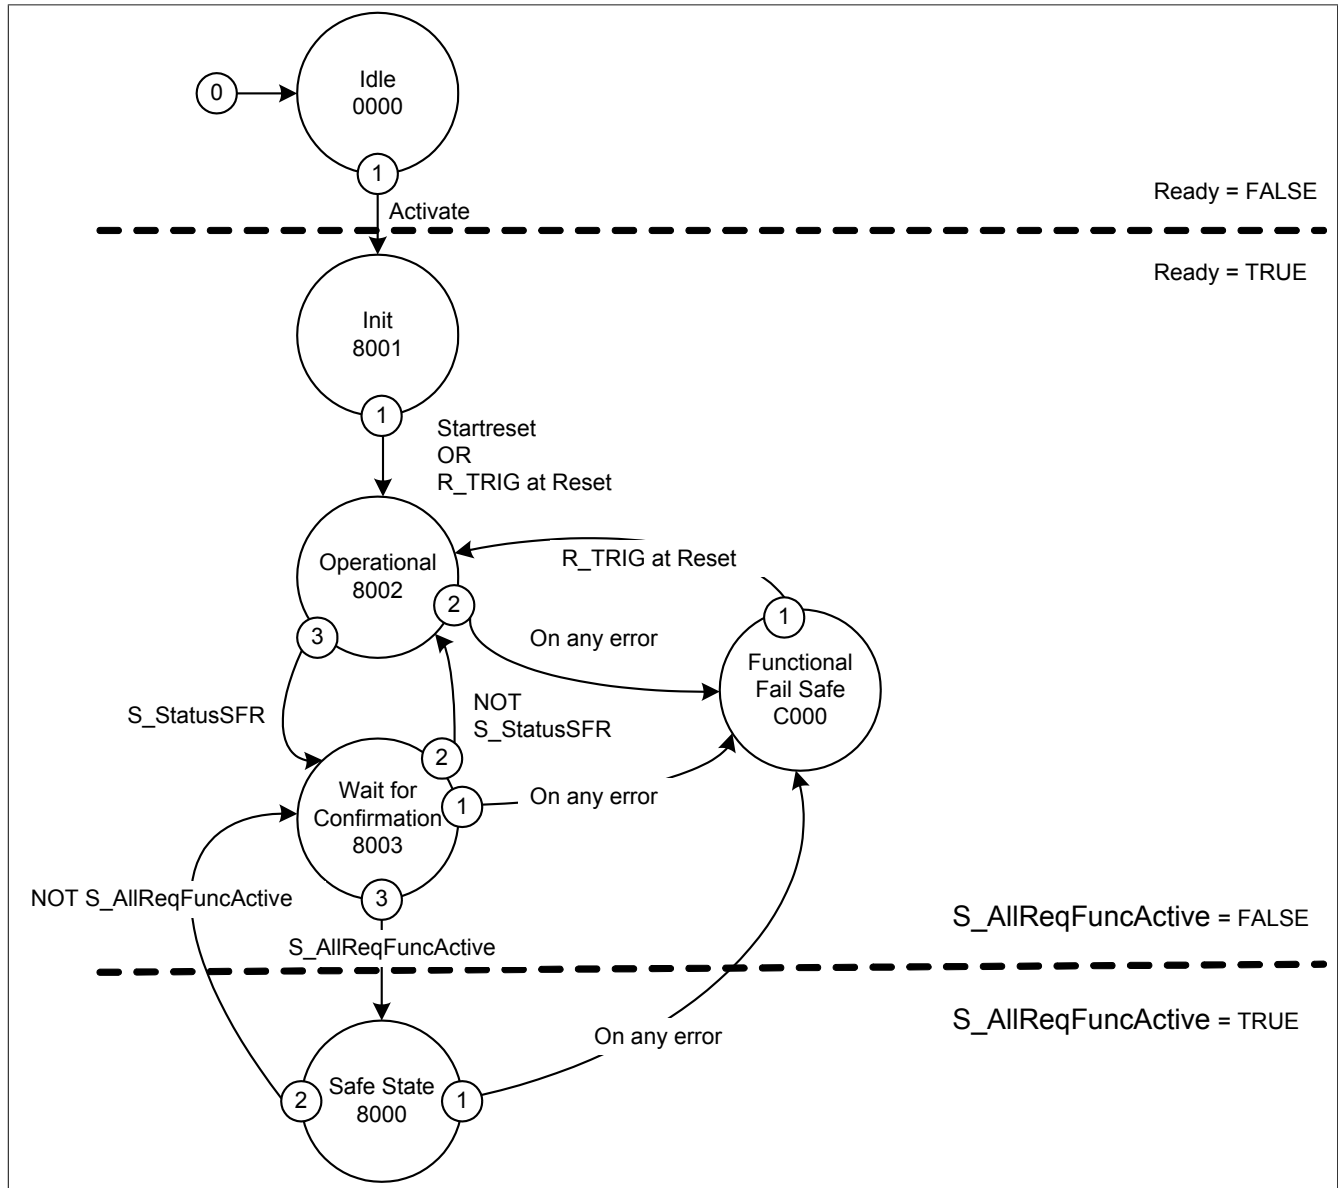 Idle
0000
0
1
Activate
Ready = FALSE
Ready = TRUE
Init
8001
1
Startreset
OR
R_TRIG at Reset
Operational
8002
2
3
R_TRIG at Reset
1
On any error
Functional
Fail Safe
C000
S_StatusSFR
NOT
S_StatusSFR
2
Wait for
Confirmation
8003
1
On any error
3
NOT S_AllReqFuncActive
S_AllReqFuncActive
S_AllReqFuncActive = FALSE
S_AllReqFuncActive = TRUE
On any error
Safe State
8000
2
1